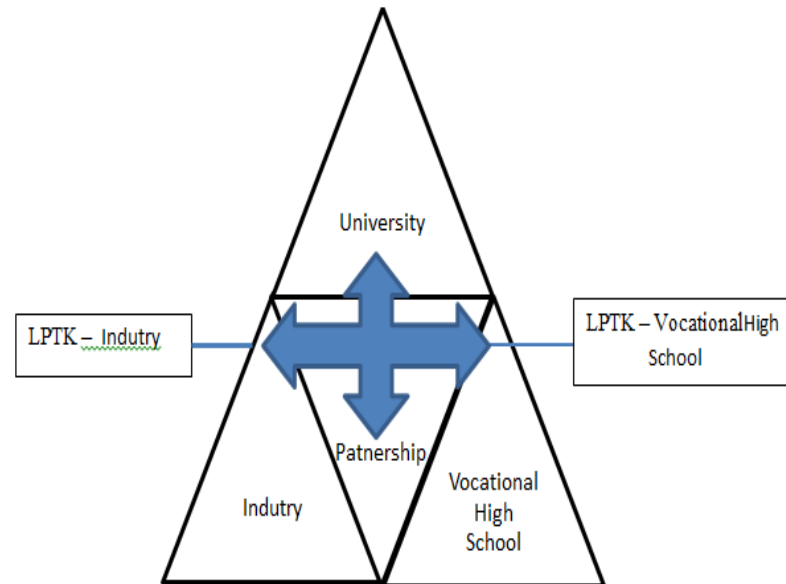 University
LPTK – Indutry
LPTK – VocationalHigh
School
Patnership
Indutry
Vocational
High
School